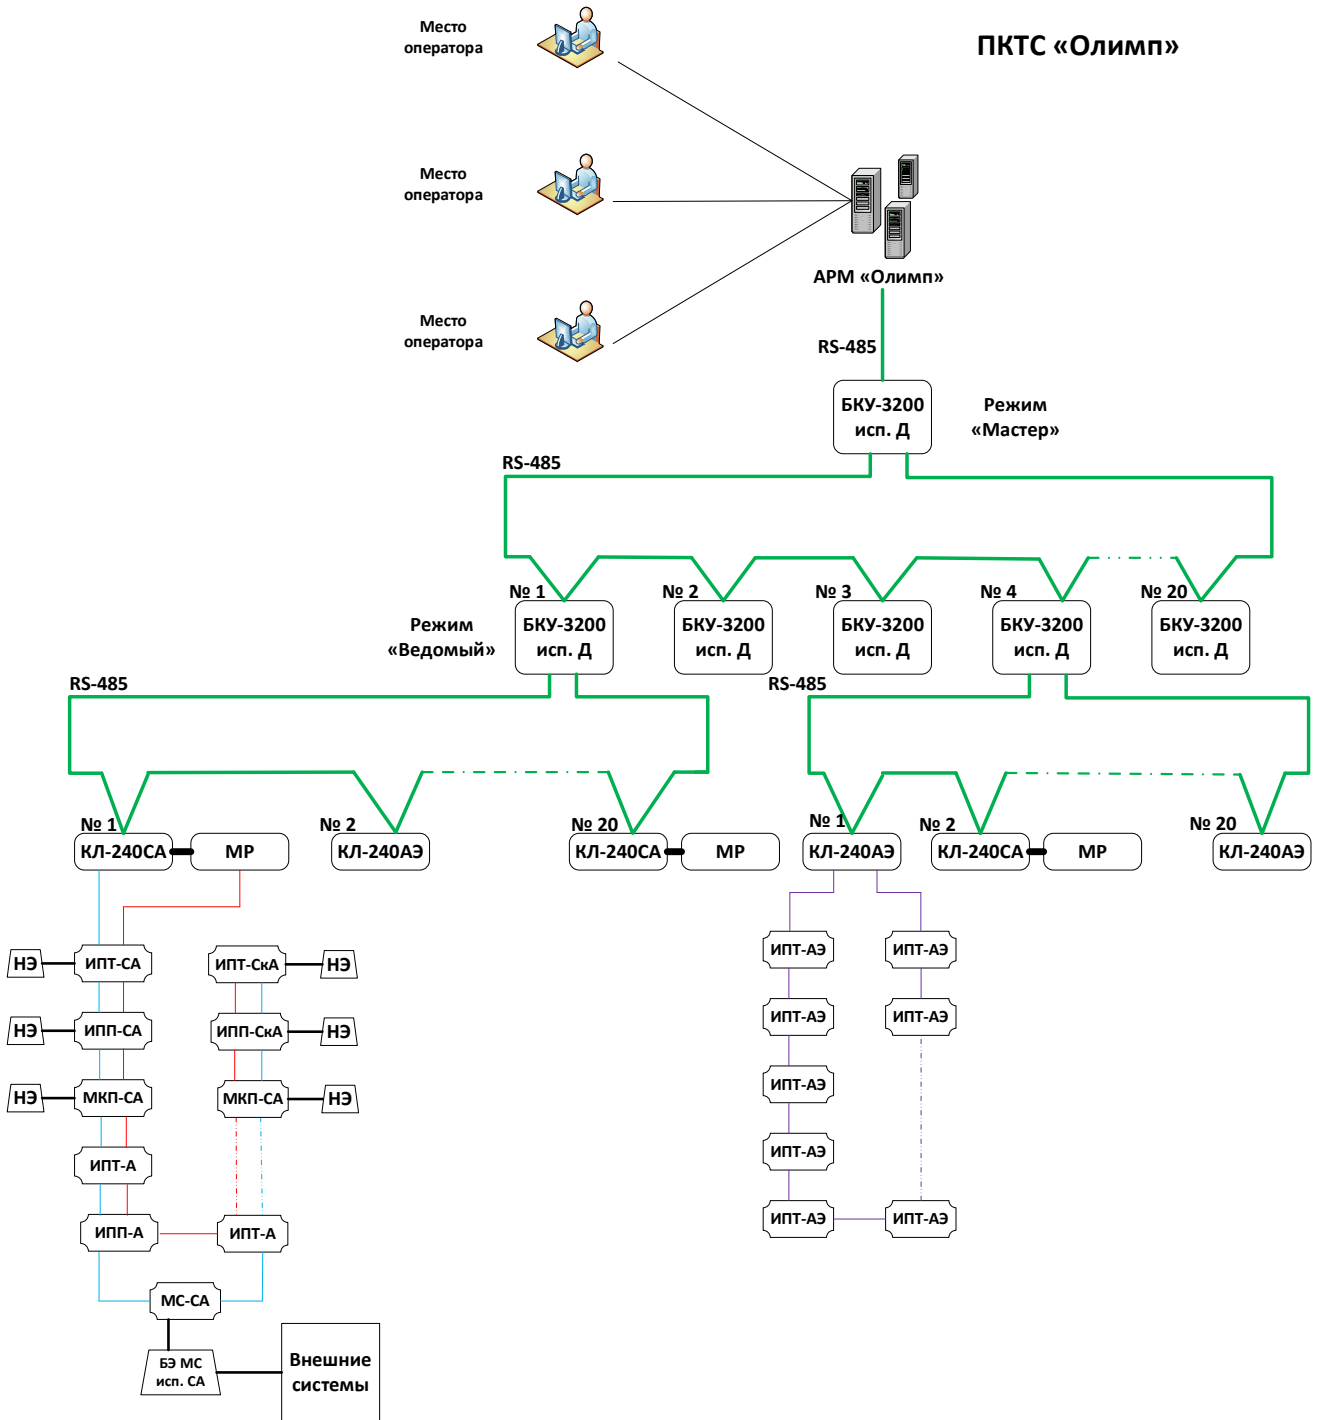 ПКТС «Олимп»
Место
оператора
Место
оператора
АРМ «Олимп»
Место
оператора
RS-485
БКУ-3200
исп. Д
Режим
«Мастер»
RS-485
№ 1
№ 2
№ 3
№ 4
№ 20
Режим
«Ведомый»
БКУ-3200
исп. Д
БКУ-3200
исп. Д
БКУ-3200
исп. Д
БКУ-3200
исп. Д
БКУ-3200
исп. Д
RS-485
RS-485
№ 1
№ 2
№ 20
№ 1
№ 2
№ 20
КЛ-240СА
МР
КЛ-240АЭ
КЛ-240СА
МР
КЛ-240АЭ
КЛ-240СА
МР
КЛ-240АЭ
НЭ
ИПТ-СА
ИПТ-СкА
НЭ
НЭ
ИПП-СА
ИПП-СкА
НЭ
НЭ
МКП-СА
МКП-СА
НЭ
ИПТ-А
ИПП-А
ИПТ-А
МС-СА
БЭ МС
исп. СА
Внешние
системы
ИПТ-АЭ
ИПТ-АЭ
ИПТ-АЭ
ИПТ-АЭ
ИПТ-АЭ
ИПТ-АЭ
ИПТ-АЭ
ИПТ-АЭ